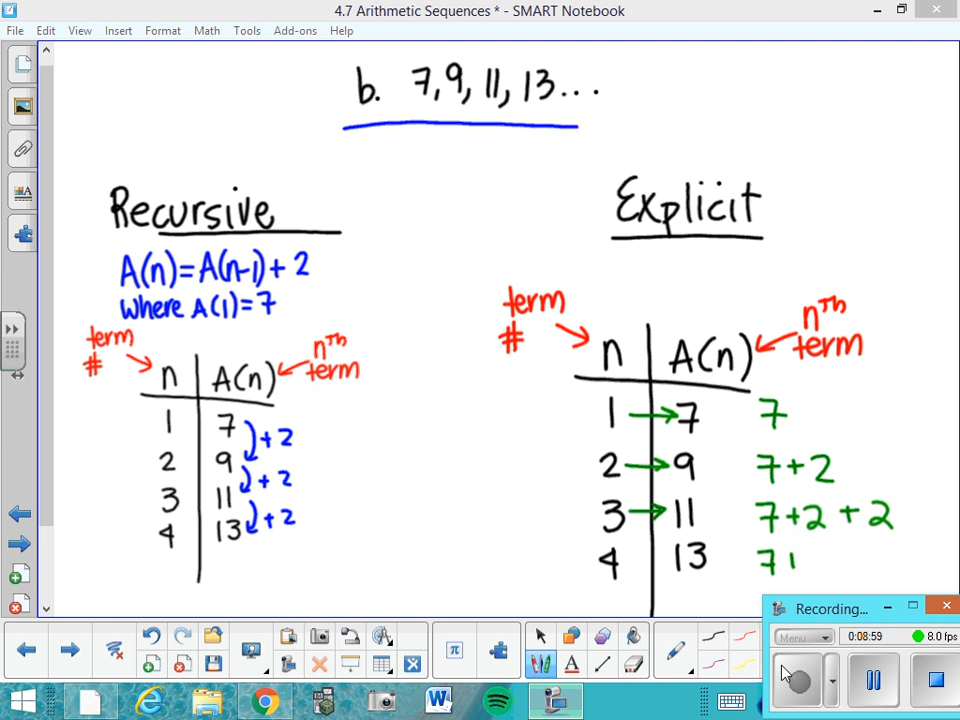 4.7 Arithmetic Sequences * - SMART Notebook
File Edit View Insert Format Math Tools Add-ons Help
b. 7, 9, 11, 13...
Recursive
A(n)=A(n-1)+2
where A(1)=7
term
#
nTh
term
n A(n)
1 7
+2
2 9
+2
3 11
+2
4 13
Explicit
term
#
nTh
term
n A(n)
1 → 7 7
2 → 9 7+2
3 → 11 7+2+2
4 13 7
Recording...
Menu 0:08:59 8.0 fps